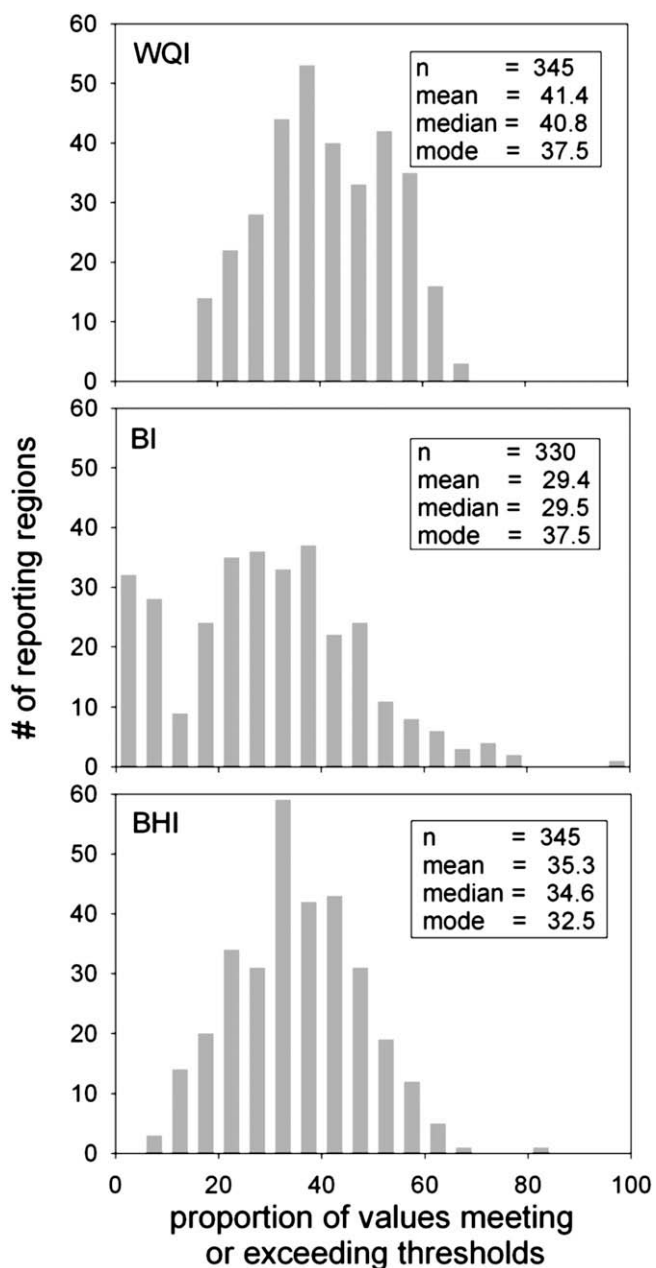 # of reporting regions
60
50
40
30
20
10
0
WQI
n = 345
mean = 41.4
median = 40.8
mode = 37.5
60
50
40
30
20
10
0
BI
n = 330
mean = 29.4
median = 29.5
mode = 37.5
60
50
40
30
20
10
0
BHI
n = 345
mean = 35.3
median = 34.6
mode = 32.5
0 20 40 60 80 100
proportion of values meeting
or exceeding thresholds